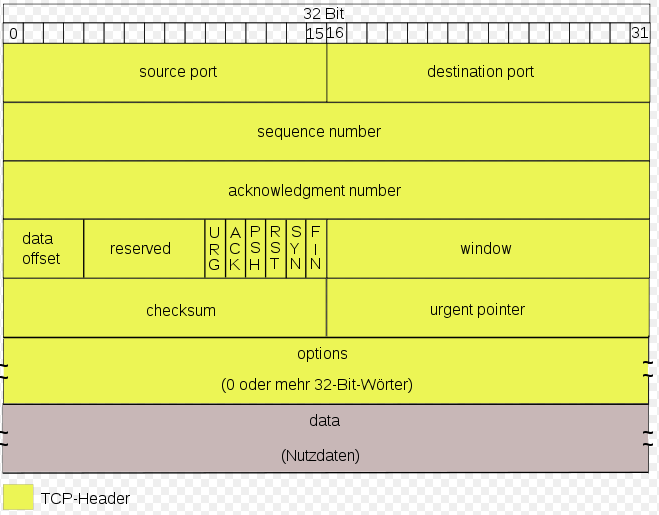 32 Bit
0 15 16 31
source port destination port
sequence number
acknowledgment number
data offset reserved URG ACK PSH RST SYN FIN window
checksum urgent pointer
options
(0 oder mehr 32-Bit-Wörter)
data
(Nutzdaten)
TCP-Header